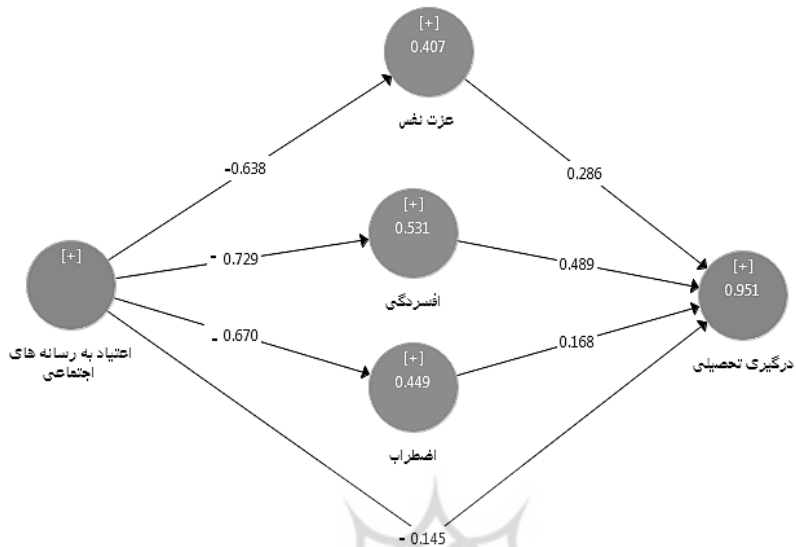 [+]
0.407
عزت نفس
-0.638
0.286
[+]
0.531
افسردگی
- 0.729
0.489
[+]
اعتیاد به رسانه های
اجتماعی
[+]
0.951
درگیری تحصیلی
- 0.670
0.168
[+]
0.449
اضطراب
- 0.145